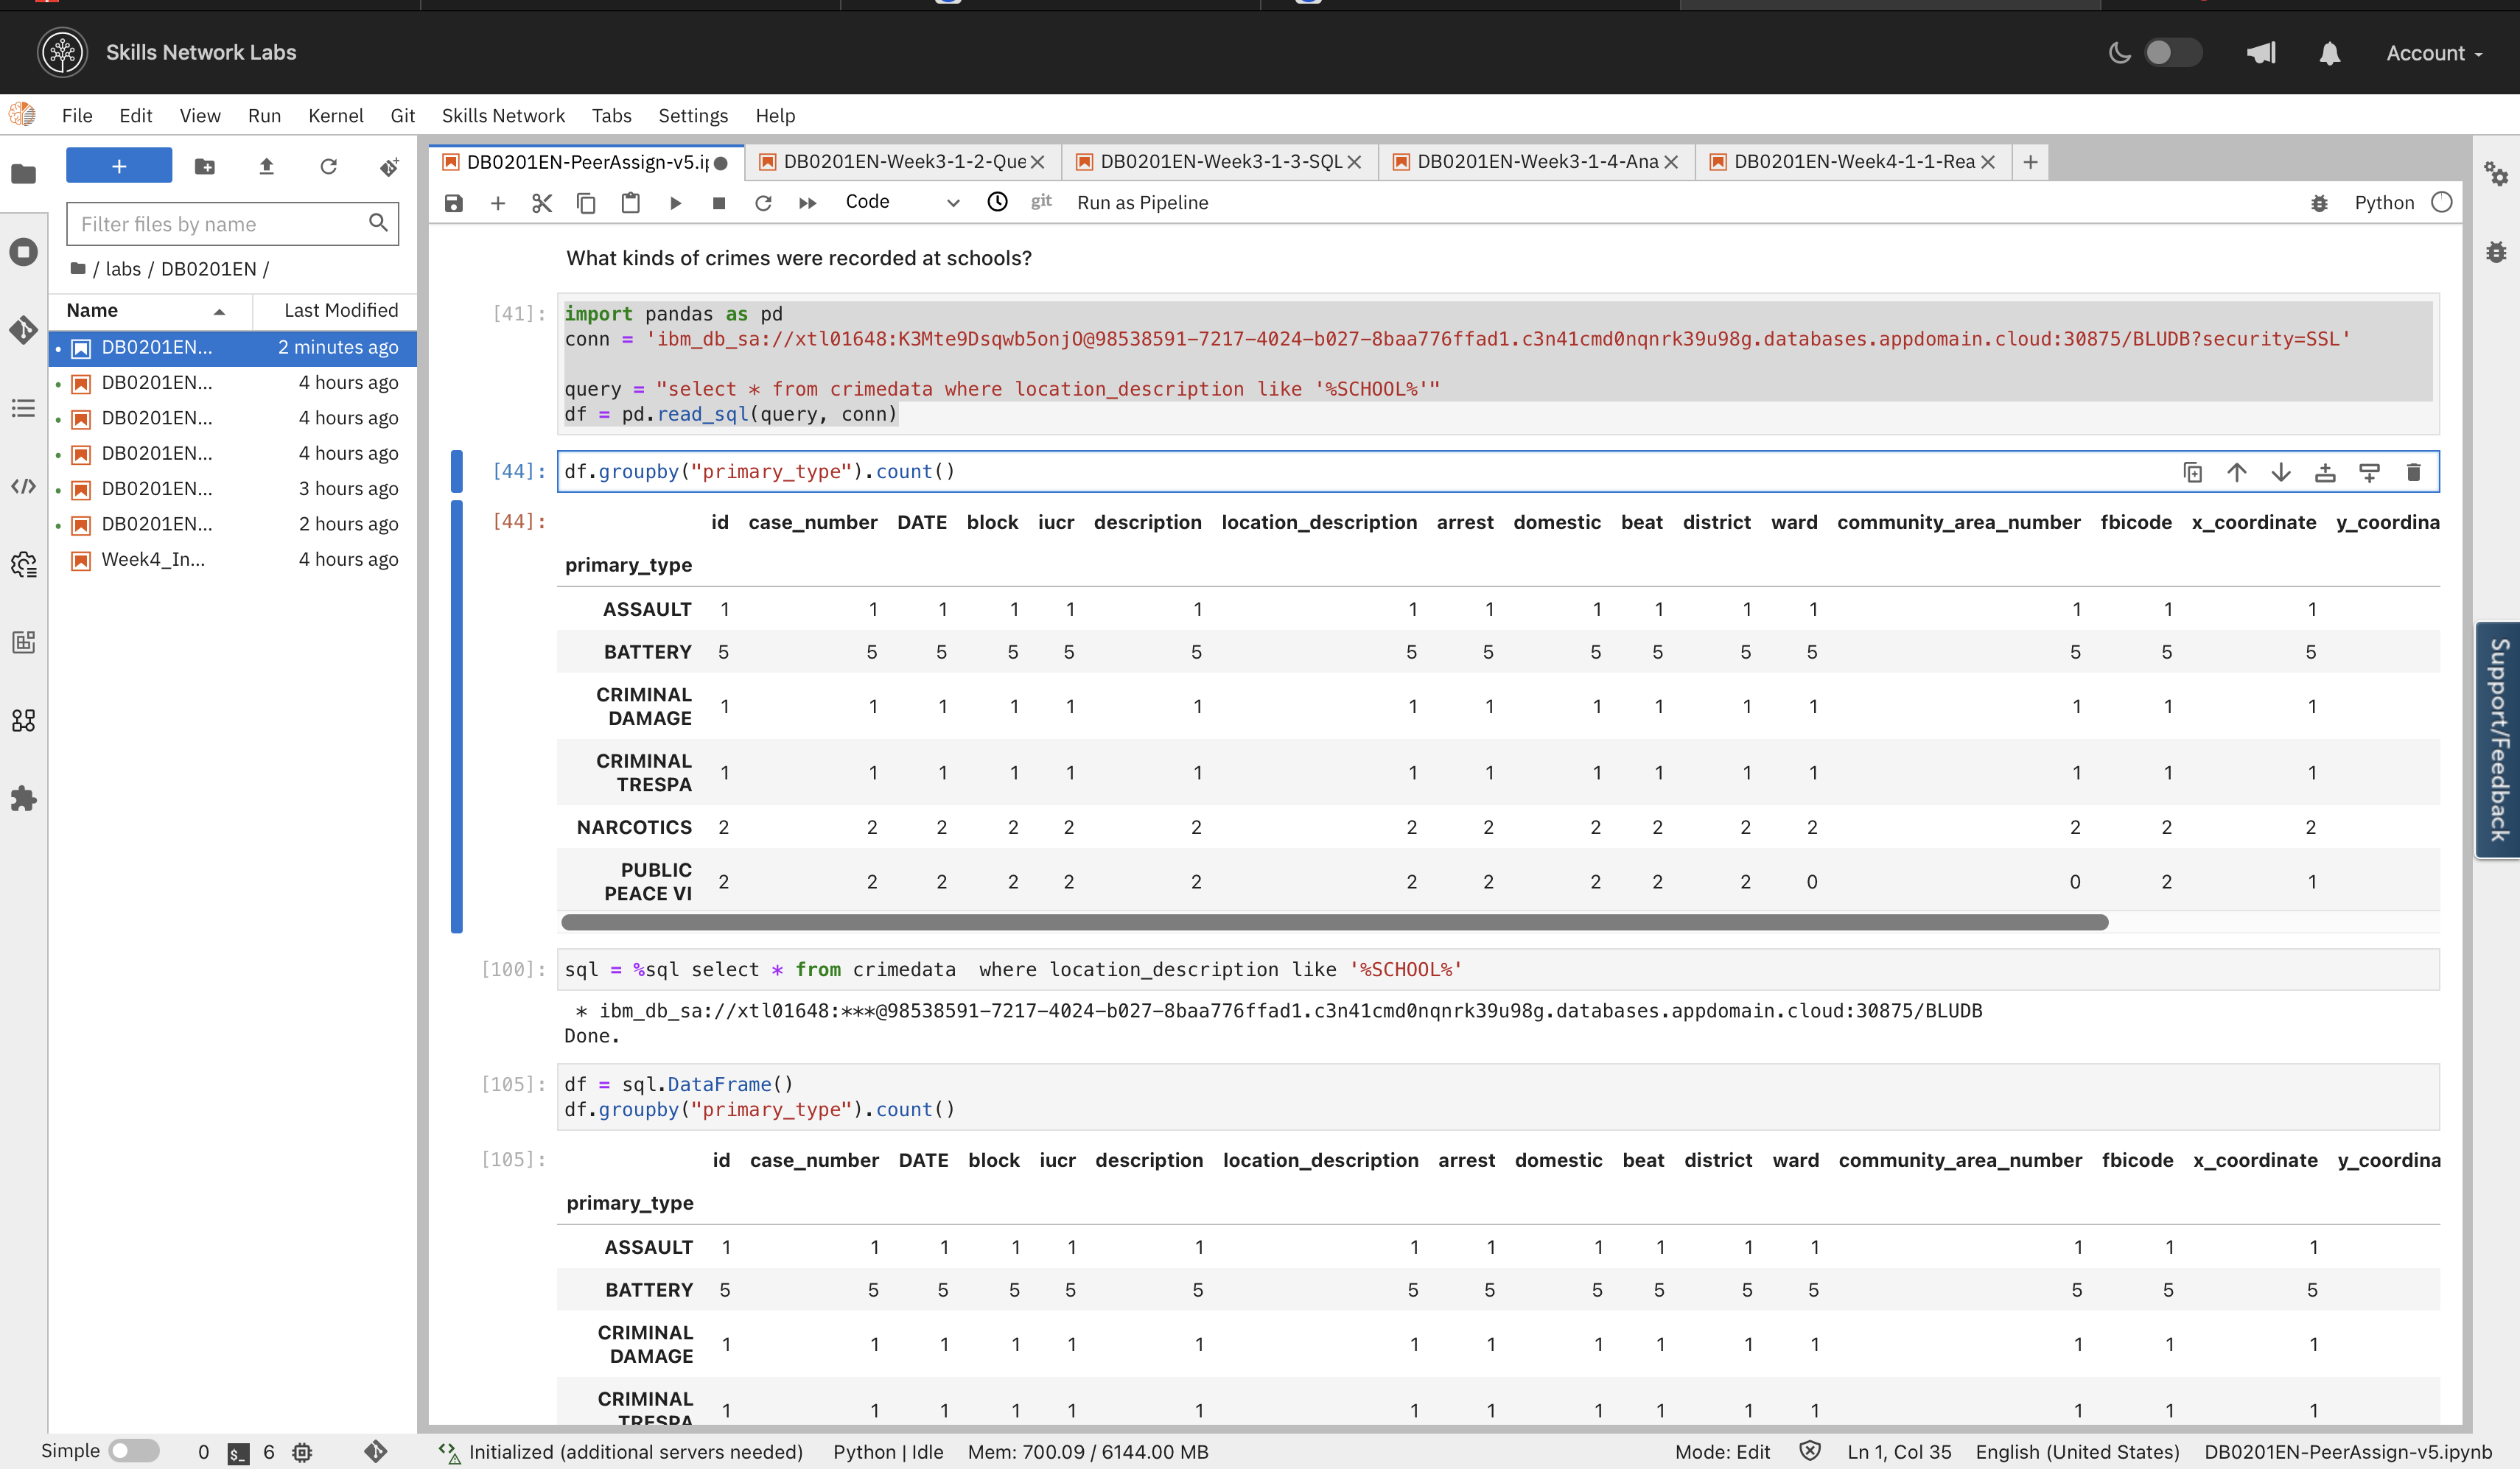 Skills Network Labs
Account
File Edit View Run Kernel Git Skills Network Tabs Settings Help
DB0201EN-PeerAssign-v5.ip
DB0201EN-Week3-1-2-Que
DB0201EN-Week3-1-3-SQL
DB0201EN-Week3-1-4-Ana
DB0201EN-Week4-1-1-Rea
Filter files by name
/ labs / DB0201EN /
Name Last Modified
DB0201EN... 2 minutes ago
DB0201EN... 4 hours ago
DB0201EN... 4 hours ago
DB0201EN... 4 hours ago
DB0201EN... 3 hours ago
DB0201EN... 2 hours ago
Week4_In... 4 hours ago
Code git Run as Pipeline Python
What kinds of crimes were recorded at schools?
[41]: import pandas as pd
conn = 'ibm_db_sa://xtl01648:K3Mte9Dsqwb5onjO@98538591-7217-4024-b027-8baa776ffad1.c3n41cmd0nqnrk39u98g.databases.appdomain.cloud:30875/BLUDB?security=SSL'
query = "select * from crimedata where location_description like '%SCHOOL%'"
df = pd.read_sql(query, conn)
[44]: df.groupby("primary_type").count()
[44]: id case_number DATE block iucr description location_description arrest domestic beat district ward community_area_number fbicode x_coordinate y_coordina
primary_type
ASSAULT 1 1 1 1 1 1 1 1 1 1 1 1 1 1 1
BATTERY 5 5 5 5 5 5 5 5 5 5 5 5 5 5 5
CRIMINAL
DAMAGE 1 1 1 1 1 1 1 1 1 1 1 1 1 1 1
CRIMINAL
TRESPA 1 1 1 1 1 1 1 1 1 1 1 1 1 1 1
NARCOTICS 2 2 2 2 2 2 2 2 2 2 2 2 2 2 2
PUBLIC
PEACE VI 2 2 2 2 2 2 2 2 2 2 2 0 0 2 1
[100]: sql = %sql select * from crimedata  where location_description like '%SCHOOL%'
* ibm_db_sa://xtl01648:***@98538591-7217-4024-b027-8baa776ffad1.c3n41cmd0nqnrk39u98g.databases.appdomain.cloud:30875/BLUDB
Done.
[105]: df = sql.DataFrame()
df.groupby("primary_type").count()
[105]: id case_number DATE block iucr description location_description arrest domestic beat district ward community_area_number fbicode x_coordinate y_coordina
primary_type
ASSAULT 1 1 1 1 1 1 1 1 1 1 1 1 1 1 1
BATTERY 5 5 5 5 5 5 5 5 5 5 5 5 5 5 5
CRIMINAL
DAMAGE 1 1 1 1 1 1 1 1 1 1 1 1 1 1 1
CRIMINAL
TRESPA 1 1 1 1 1 1 1 1 1 1 1 1 1 1 1
Support/Feedback
Simple 0 $_ 6 Initialized (additional servers needed) Python | Idle Mem: 700.09 / 6144.00 MB Mode: Edit Ln 1, Col 35 English (United States) DB0201EN-PeerAssign-v5.ipynb